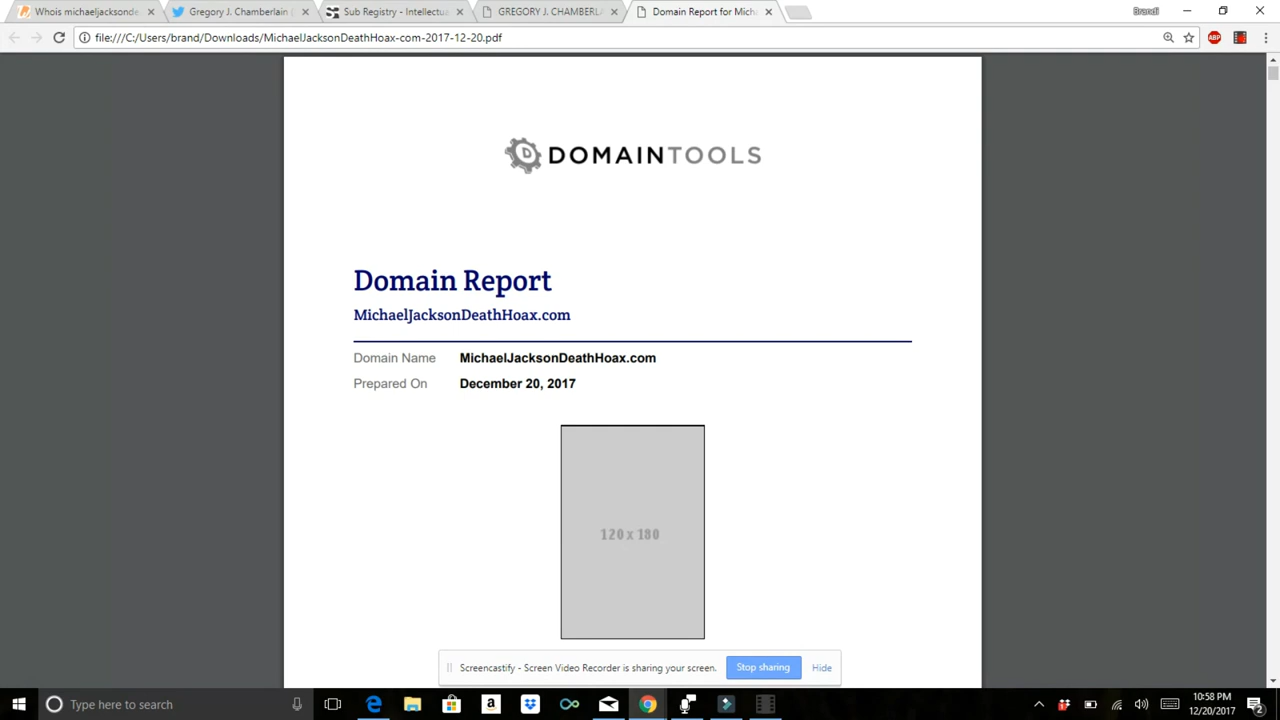 Whois michaeljacksonde
Gregory J. Chamberlain (
Sub Registry - Intellectua
GREGORY J. CHAMBERLA
Domain Report for Mich
Brandi
file:///C:/Users/brand/Downloads/MichaelJacksonDeathHoax-com-2017-12-20.pdf
ABP
DOMAINTOOLS
Domain Report
MichaelJacksonDeathHoax.com
Domain Name MichaelJacksonDeathHoax.com
Prepared On December 20, 2017
120 x 180
Screencastify - Screen Video Recorder is sharing your screen. Stop sharing Hide
Type here to search
10:58 PM
12/20/2017
2